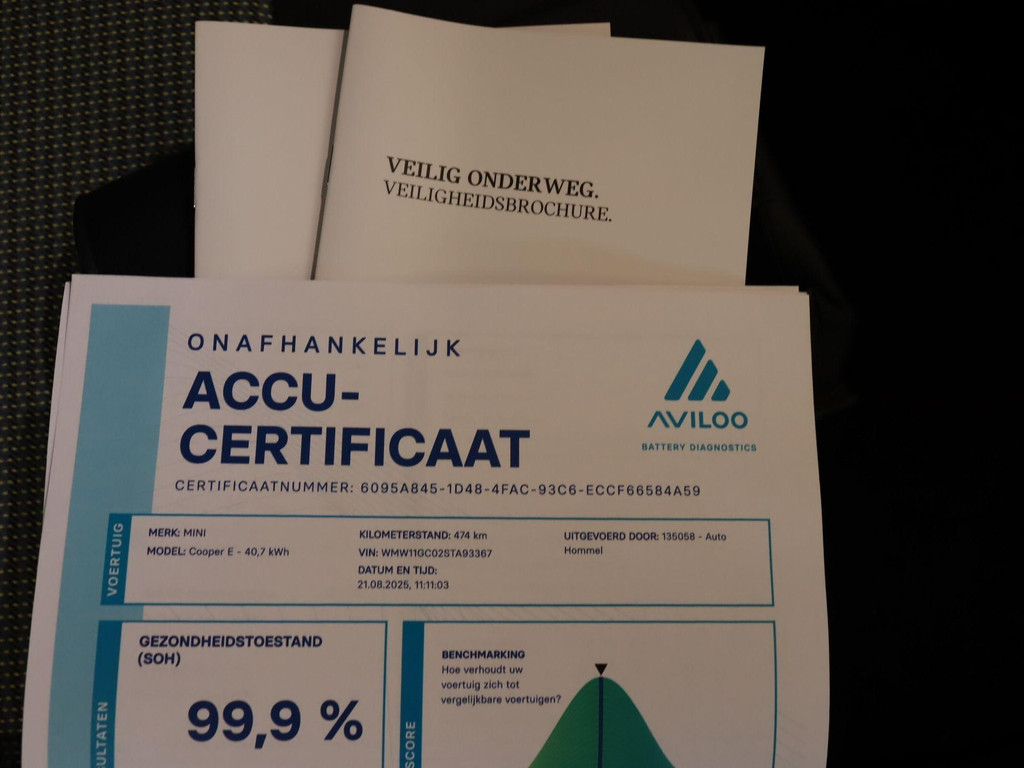 VEILIG ONDERWEG.
VEILIGHEIDSBROCHURE.
ONAFHANKELIJK
ACCU-
CERTIFICAAT
AVILOO
BATTERY DIAGNOSTICS
CERTIFICAATNUMMER: 6095A845-1D48-4FAC-93C6-ECCF66584A59
VOERTUIG
MERK: MINI
MODEL: Cooper E - 40,7 kWh
KILOMETERSTAND: 474 km
VIN: WMW11GC02STA93367
DATUM EN TIJD:
21.08.2025, 11:11:03
UITGEVOERD DOOR: 135058 - Auto
Hommel
ULTATEN
GEZONDHEIDSTOESTAND
(SOH)
99,9 %
SCORE
BENCHMARKING
Hoe verhoudt uw
voertuig zich tot
vergelijkbare voertuigen?